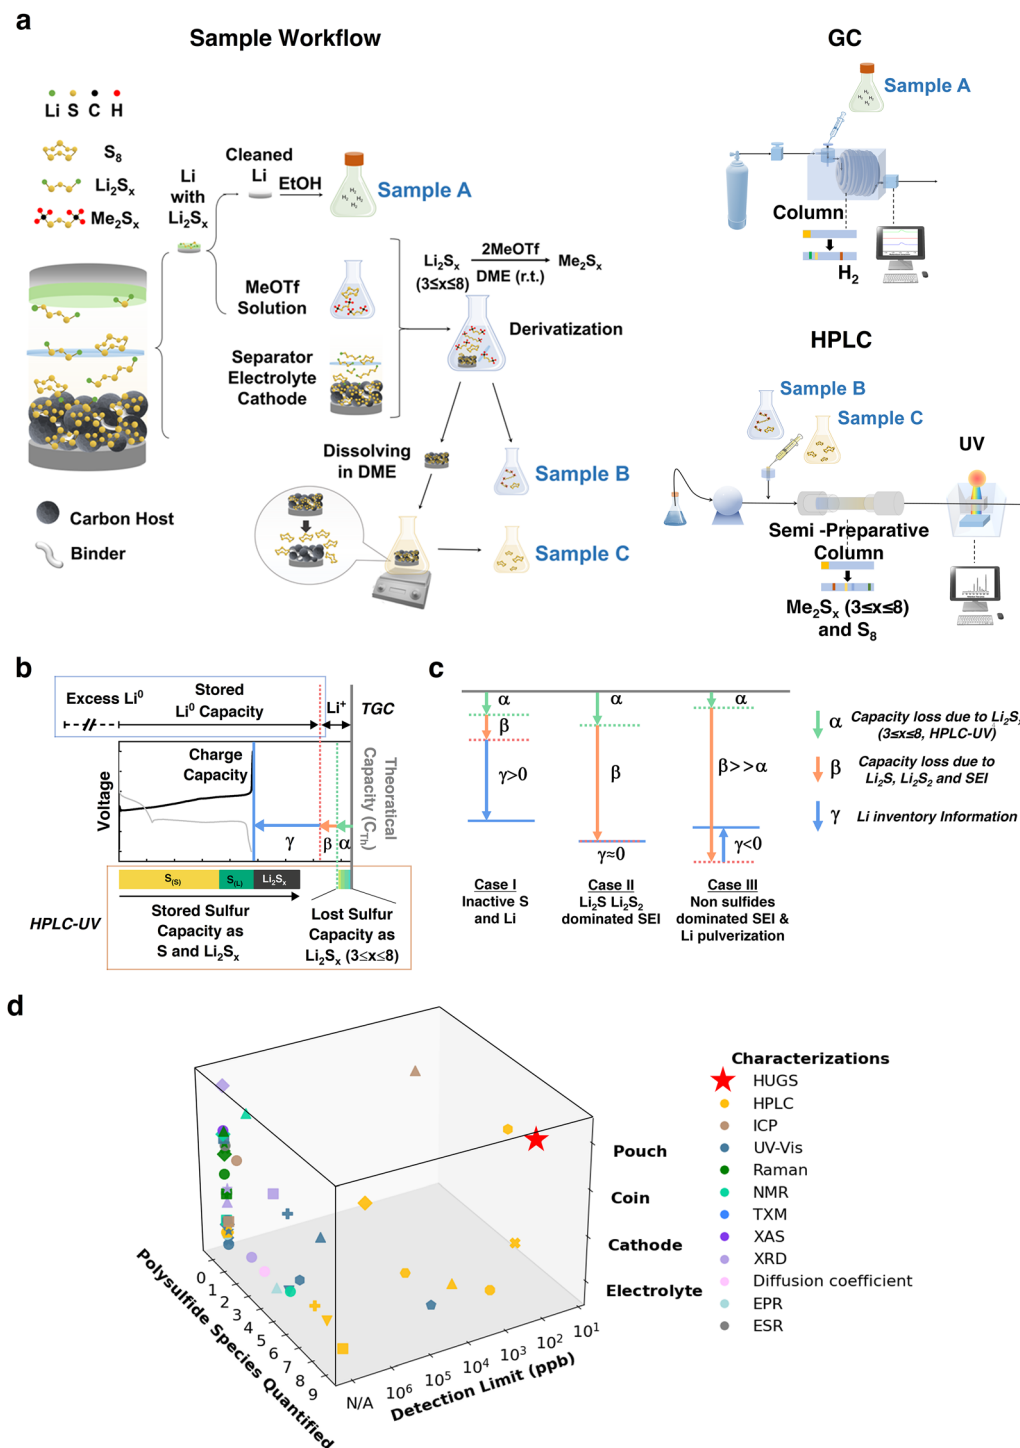 a
Sample Workflow
GC
Li S C H
S8
Li2Sx
Me2Sx
Li
with
Li2Sx
Cleaned
Li
EtOH
H2
H2
H2
H2
Sample A
MeOTf
Solution
Separator
Electrolyte
Cathode
Li2Sx
(3≤x≤8)
2MeOTf
DME (r.t.)
Me2Sx
Derivatization
Dissolving
in DME
Sample B
Sample C
Carbon Host
Binder
Sample A
Column
H2
HPLC
Sample B
Sample C
UV
Semi -Preparative
Column
Me2Sx (3≤x≤8)
and S8
b
Excess Li0
Stored
Li0 Capacity
Li+
TGC
Voltage
Charge
Capacity
γ
β
α
Theoratical
Capacity (CTh)
S(S)
S(L)
Li2Sx
HPLC-UV
Stored Sulfur
Capacity as
S and Li2Sx
Lost Sulfur
Capacity as
Li2Sx (3≤x≤8)
c
α
β
γ>0
α
β
γ≈0
α
β>>α
γ<0
Case I
Inactive S
and Li
Case II
Li2S Li2S2
dominated SEI
Case III
Non sulfides
dominated SEI &
Li pulverization
α
Capacity loss due to Li2S
(3≤x≤8, HPLC-UV)
β
Capacity loss due to
Li2S, Li2S2 and SEI
γ
Li inventory Information
d
Pouch
Coin
Cathode
Electrolyte
0
1
2
3
4
5
6
7
8
9
Polysulfide Species Quantified
N/A
10^6
10^5
10^4
10^3
10^2
10^1
Detection Limit (ppb)
Characterizations
HUGS
HPLC
ICP
UV-Vis
Raman
NMR
TXM
XAS
XRD
Diffusion coefficient
EPR
ESR